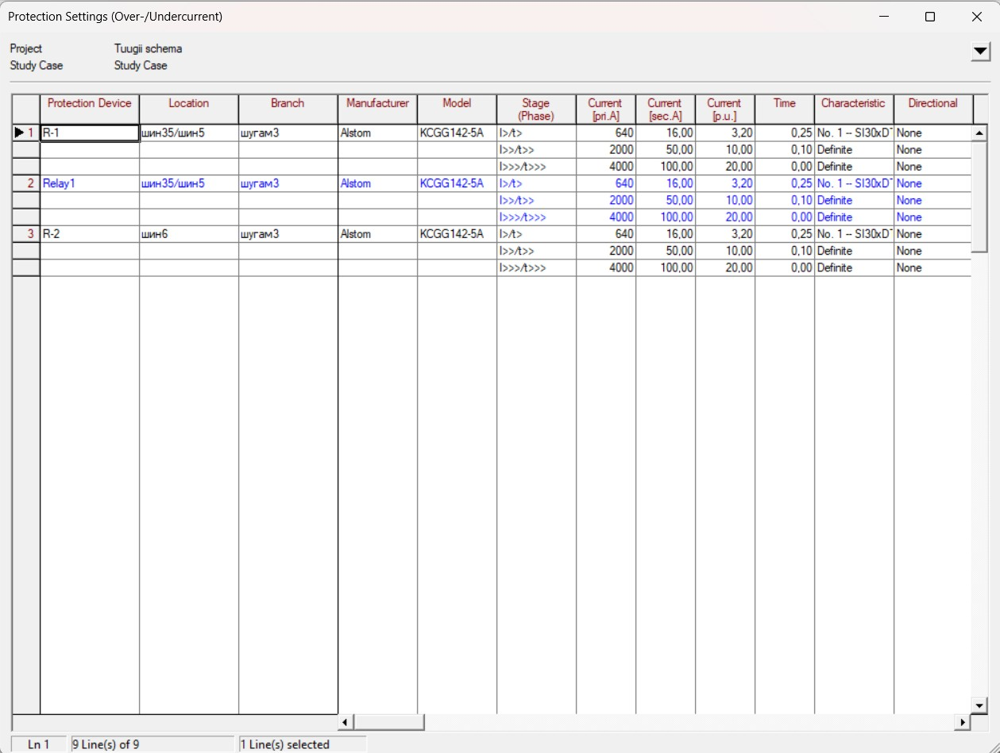 Protection Settings (Over-/Undercurrent)
Project Tuugii schema
Study Case Study Case
Protection Device Location Branch Manufacturer Model Stage (Phase) Current [pri.A] Current [sec.A] Current [p.u.] Time Characteristic Directional
1 R-1 шин35/шин5 шугам3 Alstom KCGG142-5A I>/t> 640 16,00 3,20 0,25 No. 1 -- SI30xDT None
I>>/t>> 2000 50,00 10,00 0,10 Definite None
I>>>/t>>> 4000 100,00 20,00 0,00 Definite None
2 Relay1 шин35/шин5 шугам3 Alstom KCGG142-5A I>/t> 640 16,00 3,20 0,25 No. 1 -- SI30xDT None
I>>/t>> 2000 50,00 10,00 0,10 Definite None
I>>>/t>>> 4000 100,00 20,00 0,00 Definite None
3 R-2 шин6 шугам3 Alstom KCGG142-5A I>/t> 640 16,00 3,20 0,25 No. 1 -- SI30xDT None
I>>/t>> 2000 50,00 10,00 0,10 Definite None
I>>>/t>>> 4000 100,00 20,00 0,00 Definite None
Ln 1 9 Line(s) of 9 1 Line(s) selected